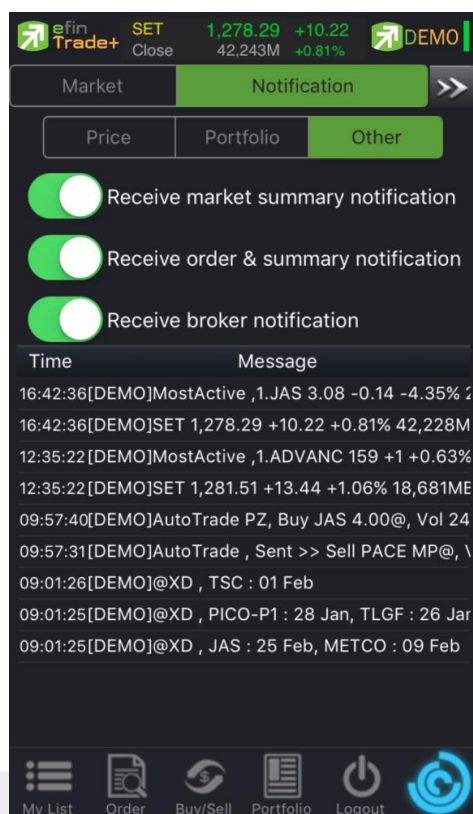 efin SET 1,278.29 +10.22 DEMO
Trade+ Close 42,243M +0.81%
Market Notification >>
Price Portfolio Other
Receive market summary notification
Receive order & summary notification
Receive broker notification
Time Message
16:42:36[DEMO]MostActive ,1.JAS 3.08 -0.14 -4.35%
16:42:36[DEMO]SET 1,278.29 +10.22 +0.81% 42,228M
12:35:22[DEMO]MostActive ,1.ADVANC 159 +1 +0.63%
12:35:22[DEMO]SET 1,281.51 +13.44 +1.06% 18,681ME
09:57:40[DEMO]AutoTrade PZ, Buy JAS 4.00@, Vol 24
09:57:31[DEMO]AutoTrade , Sent >> Sell PACE MP@,
09:01:26[DEMO]@XD , TSC : 01 Feb
09:01:25[DEMO]@XD , PICO-P1 : 28 Jan, TLGF : 26 Jan
09:01:25[DEMO]@XD , JAS : 25 Feb, METCO : 09 Feb
My List Order Buy/Sell Portfolio Logout